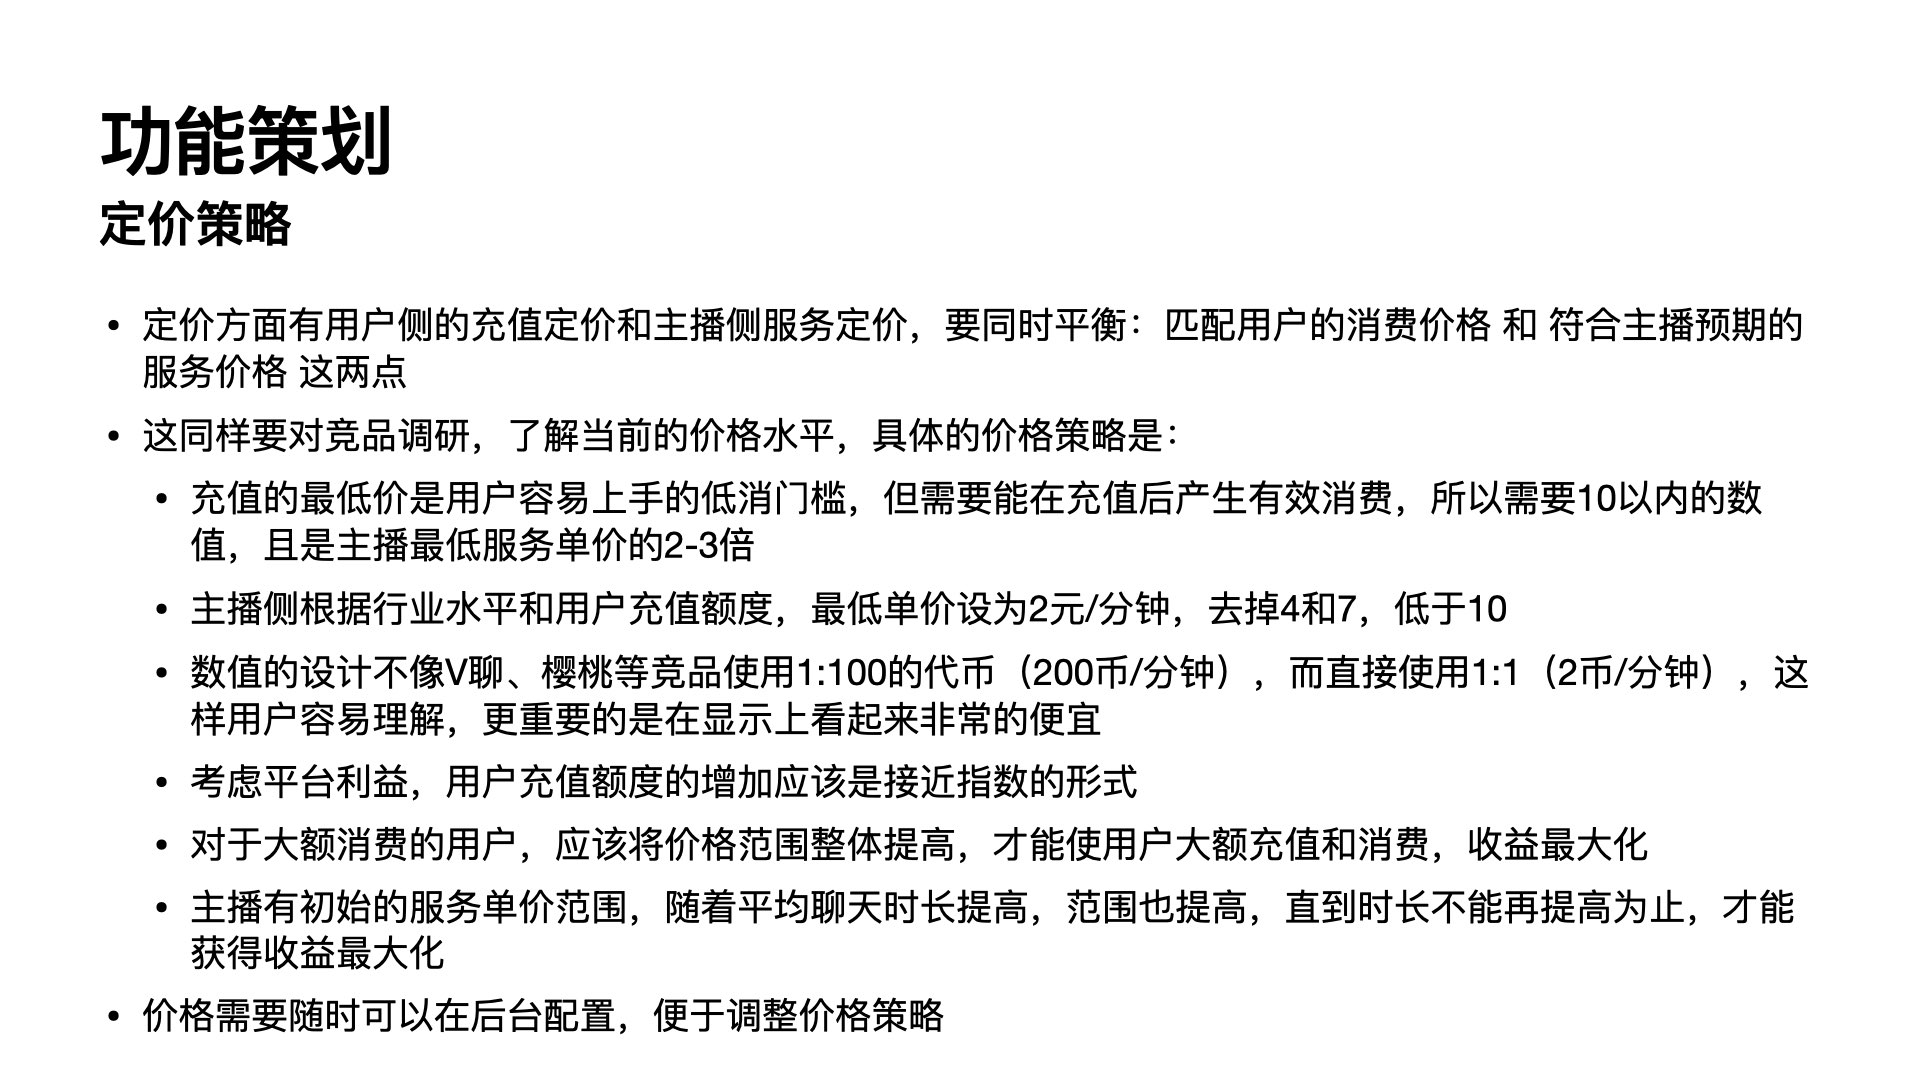 功能策划
定价策略
• 定价方面有用户侧的充值定价和主播侧服务定价，要同时平衡：匹配用户的消费价格 和 符合主播预期的
服务价格 这两点
• 这同样要对竞品调研，了解当前的价格水平，具体的价格策略是：
• 充值的最低价是用户容易上手的低消门槛，但需要能在充值后产生有效消费，所以需要10以内的数
值，且是主播最低服务单价的2-3倍
• 主播侧根据行业水平和用户充值额度，最低单价设为2元/分钟，去掉4和7，低于10
• 数值的设计不像V聊、樱桃等竞品使用1:100的代币（200币/分钟），而直接使用1:1（2币/分钟），这
样用户容易理解，更重要的是在显示上看起来非常的便宜
• 考虑平台利益，用户充值额度的增加应该是接近指数的形式
• 对于大额消费的用户，应该将价格范围整体提高，才能使用户大额充值和消费，收益最大化
• 主播有初始的服务单价范围，随着平均聊天时长提高，范围也提高，直到时长不能再提高为止，才能
获得收益最大化
• 价格需要随时可以在后台配置，便于调整价格策略